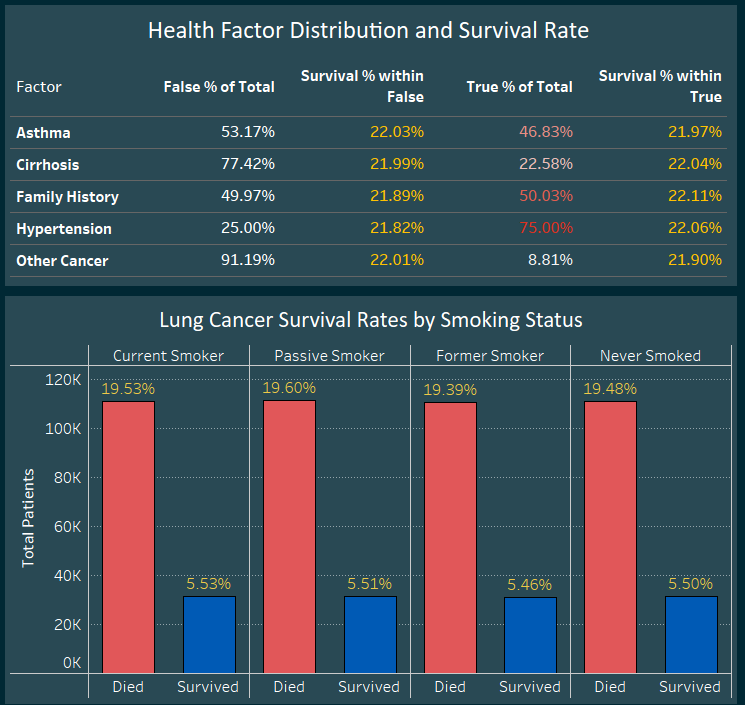 Health Factor Distribution and Survival Rate
Factor False % of Total Survival % within False True % of Total Survival % within True
Asthma 53.17% 22.03% 46.83% 21.97%
Cirrhosis 77.42% 21.99% 22.58% 22.04%
Family History 49.97% 21.89% 50.03% 22.11%
Hypertension 25.00% 21.82% 75.00% 22.06%
Other Cancer 91.19% 22.01% 8.81% 21.90%
Lung Cancer Survival Rates by Smoking Status
Current Smoker Passive Smoker Former Smoker Never Smoked
120K
19.53% 19.60% 19.39% 19.48%
100K
80K
60K
40K
5.53% 5.51% 5.46% 5.50%
20K
0K
Total Patients
Died Survived Died Survived Died Survived Died Survived